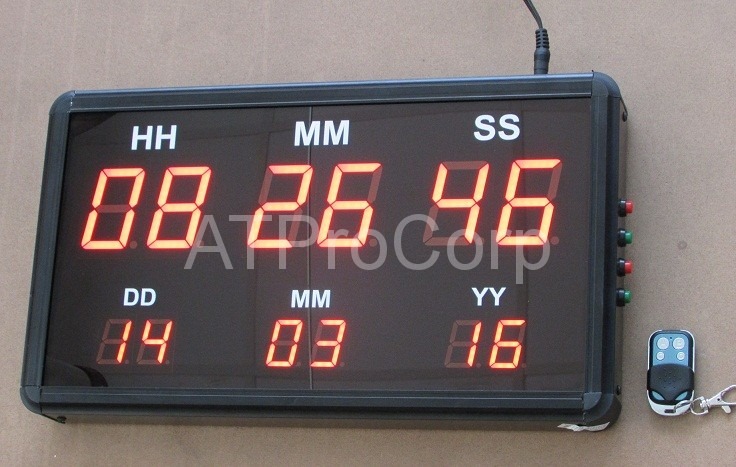 HH MM SS
08 26 46
ATProCorp
DD MM YY
14 03 16